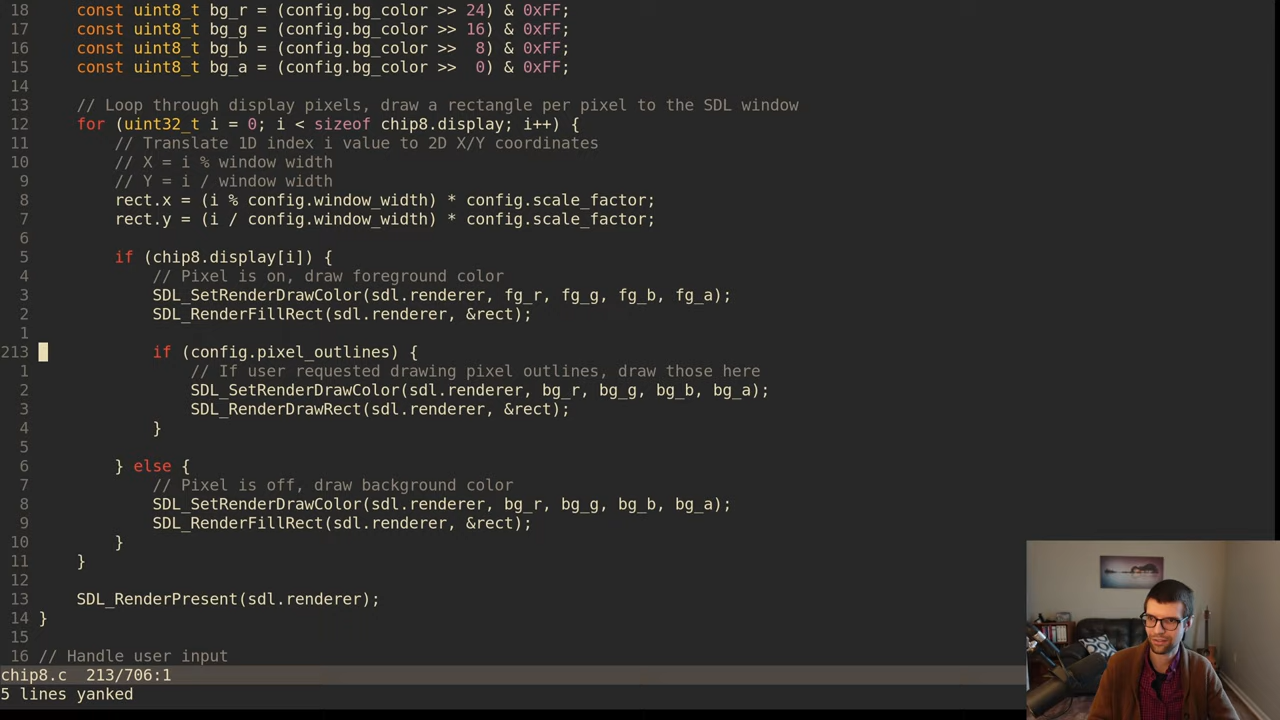 18     const uint8_t bg_r = (config.bg_color >> 24) & 0xFF;
17     const uint8_t bg_g = (config.bg_color >> 16) & 0xFF;
16     const uint8_t bg_b = (config.bg_color >>  8) & 0xFF;
15     const uint8_t bg_a = (config.bg_color >>  0) & 0xFF;
14
13     // Loop through display pixels, draw a rectangle per pixel to the SDL window
12     for (uint32_t i = 0; i < sizeof chip8.display; i++) {
11         // Translate 1D index i value to 2D X/Y coordinates
10         // X = i % window width
9         // Y = i / window width
8         rect.x = (i % config.window_width) * config.scale_factor;
7         rect.y = (i / config.window_width) * config.scale_factor;
6
5         if (chip8.display[i]) {
4             // Pixel is on, draw foreground color
3             SDL_SetRenderDrawColor(sdl.renderer, fg_r, fg_g, fg_b, fg_a);
2             SDL_RenderFillRect(sdl.renderer, &rect);
1
213             if (config.pixel_outlines) {
1                 // If user requested drawing pixel outlines, draw those here
2                 SDL_SetRenderDrawColor(sdl.renderer, bg_r, bg_g, bg_b, bg_a);
3                 SDL_RenderDrawRect(sdl.renderer, &rect);
4             }
5
6         } else {
7             // Pixel is off, draw background color
8             SDL_SetRenderDrawColor(sdl.renderer, bg_r, bg_g, bg_b, bg_a);
9             SDL_RenderFillRect(sdl.renderer, &rect);
10         }
11     }
12
13     SDL_RenderPresent(sdl.renderer);
14 }
15
16 // Handle user input
chip8.c  213/706:1
5 lines yanked